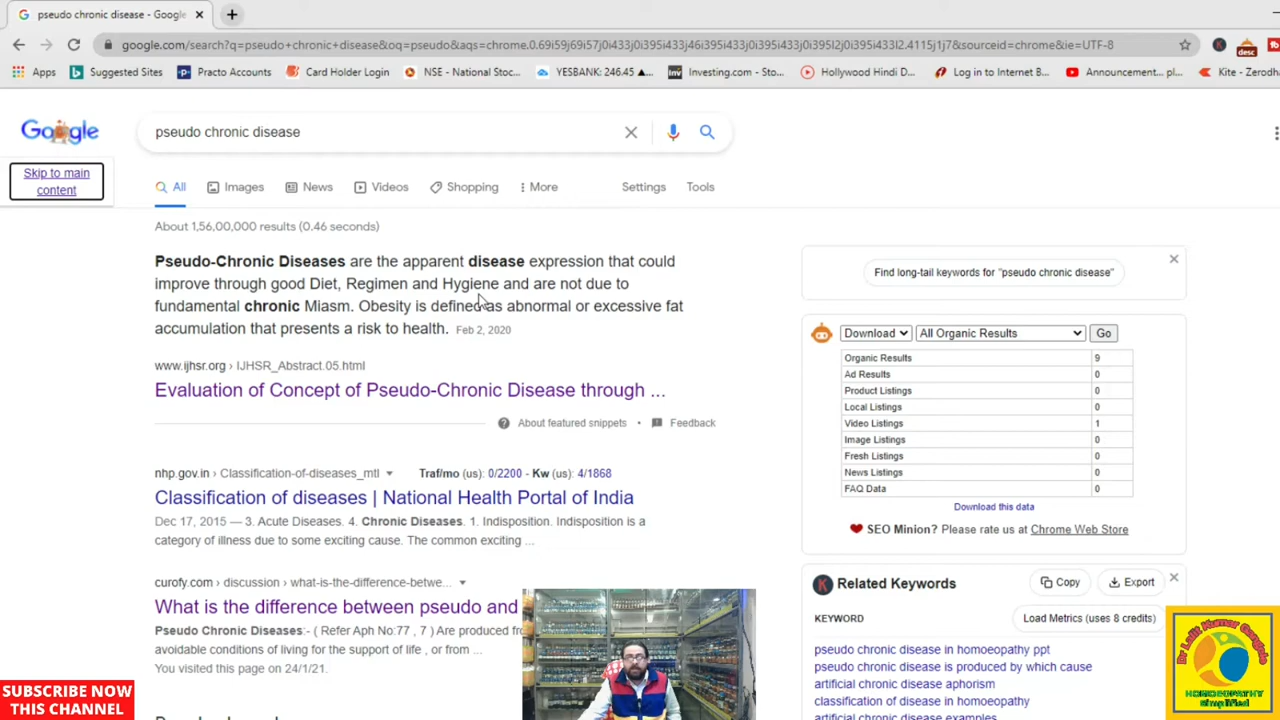 pseudo chronic disease - Google
google.com/search?q=pseudo+chronic+disease&oq=pseudo&aqs=chrome.0.69i59j69i57j0i433j0i395i433j46i395i433j0i395i433j0i395l2j0i395i433l2.4115j1j7&sourceid=chrome&ie=UTF-8
Apps Suggested Sites Practo Accounts Card Holder Login NSE - National Stoc... YESBANK: 246.45 ▲... Investing.com - Sto... Hollywood Hindi D... Log in to Internet B... Announcement... pl... Kite - Zerodha
desc
Google
pseudo chronic disease
Skip to main
content
All Images News Videos Shopping More Settings Tools
About 1,56,00,000 results (0.46 seconds)
Pseudo-Chronic Diseases are the apparent disease expression that could
improve through good Diet, Regimen and Hygiene and are not due to
fundamental chronic Miasm. Obesity is defined as abnormal or excessive fat
accumulation that presents a risk to health. Feb 2, 2020
www.ijhsr.org › IJHSR_Abstract.05.html
Evaluation of Concept of Pseudo-Chronic Disease through ...
About featured snippets • Feedback
nhp.gov.in › Classification-of-diseases_mtl Traf/mo (us): 0/2200 - Kw (us): 4/1868
Classification of diseases | National Health Portal of India
Dec 17, 2015 — 3. Acute Diseases. 4. Chronic Diseases. 1. Indisposition. Indisposition is a
category of illness due to some exciting cause. The common exciting ...
curofy.com › discussion › what-is-the-difference-betwe...
What is the difference between pseudo and
Pseudo Chronic Diseases:- ( Refer Aph No:77 , 7 ) Are produced
avoidable conditions of living for the support of life , or from ...
You visited this page on 24/1/21.
Find long-tail keywords for "pseudo chronic disease"
Download All Organic Results Go
Organic Results 9
Ad Results 0
Product Listings 0
Local Listings 0
Video Listings 1
Image Listings 0
Fresh Listings 0
News Listings 0
FAQ Data 0
Download this data
SEO Minion? Please rate us at Chrome Web Store
Related Keywords Copy Export
KEYWORD Load Metrics (uses 8 credits)
pseudo chronic disease in homoeopathy ppt
pseudo chronic disease is produced by which cause
artificial chronic disease aphorism
classification of disease in homoeopathy
artificial chronic disease examples
SUBSCRIBE NOW
THIS CHANNEL
HOMOEOPATHY
Simplified